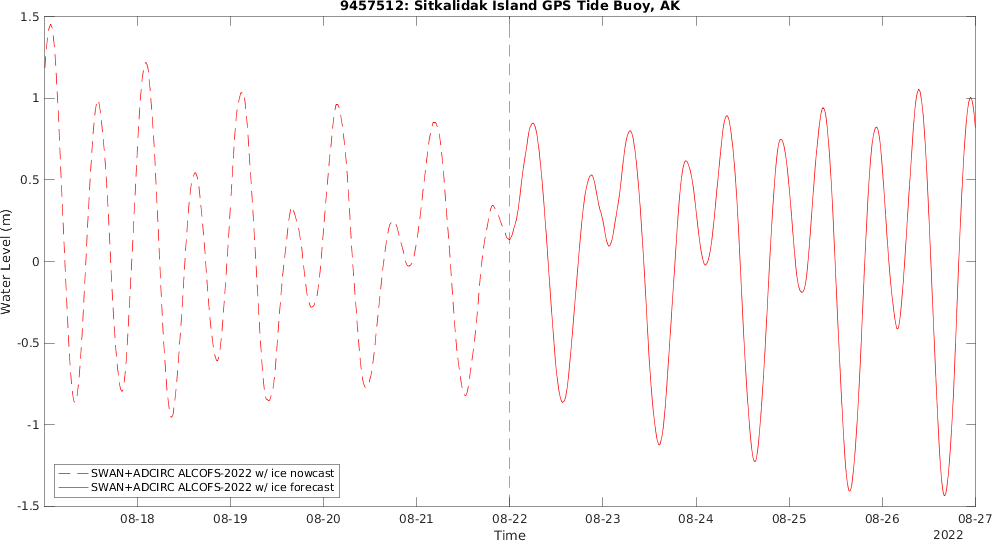 9457512: Sitkalidak Island GPS Tide Buoy, AK
1.5
1
0.5
0
-0.5
-1
-1.5
Water Level (m)
SWAN+ADCIRC ALCOFS-2022 w/ ice nowcast
SWAN+ADCIRC ALCOFS-2022 w/ ice forecast
08-18 08-19 08-20 08-21 08-22 08-23 08-24 08-25 08-26 08-27
Time
2022